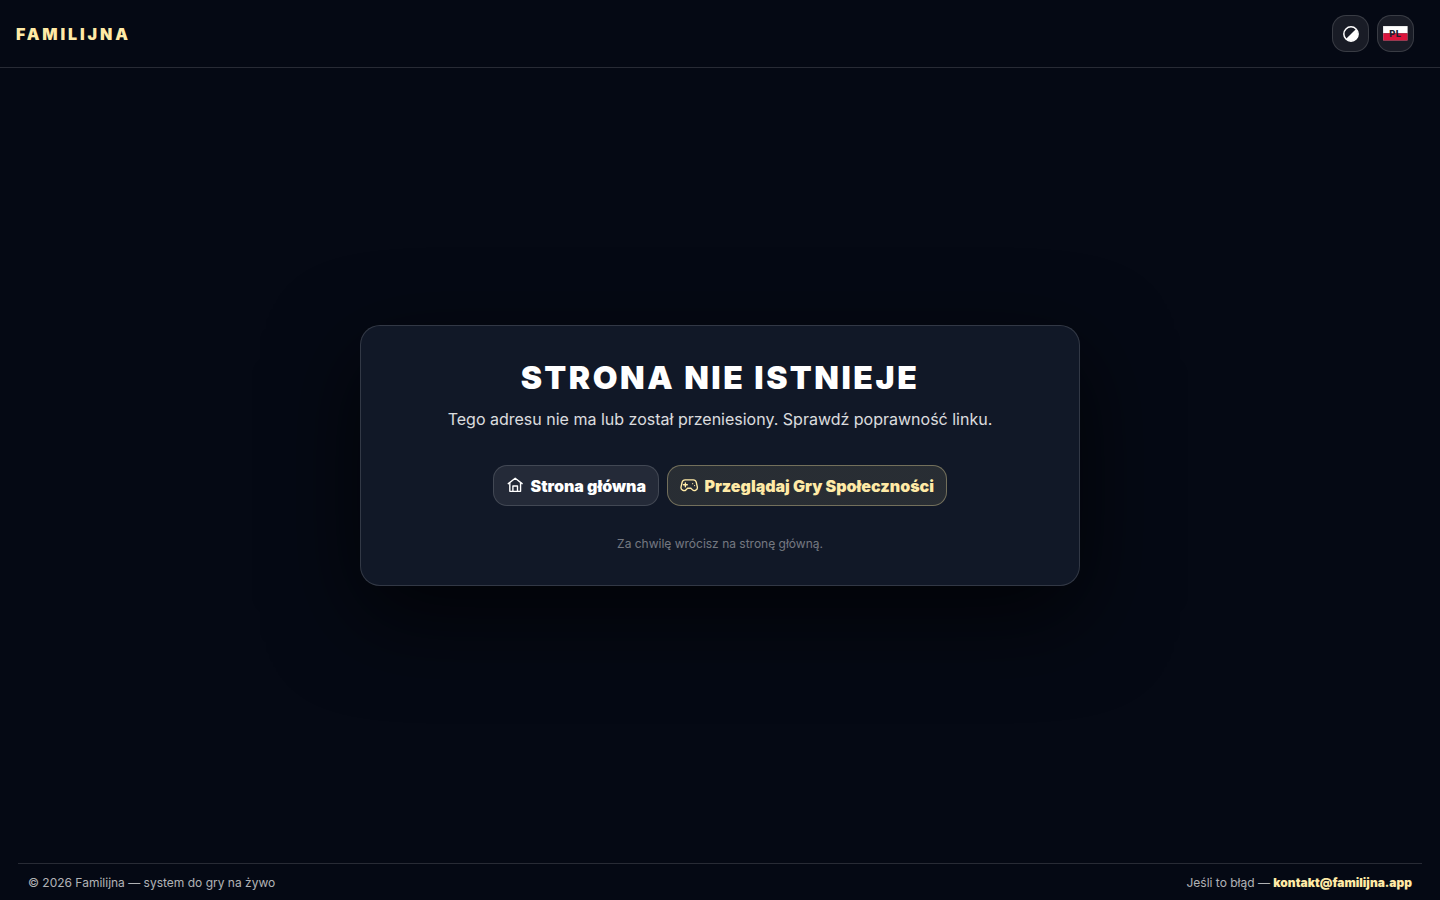 FAMILIJNA
PL
STRONA NIE ISTNIEJE
Tego adresu nie ma lub został przeniesiony. Sprawdź poprawność linku.
Strona główna
Przeglądaj Gry Społeczności
Za chwilę wrócisz na stronę główną.
© 2026 Familijna — system do gry na żywo
Jeśli to błąd — kontakt@familijna.app